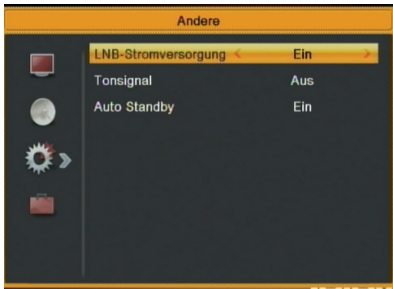 Andere
LNB-Stromversorgung < Ein >
Tonsignal Aus
Auto Standby Ein